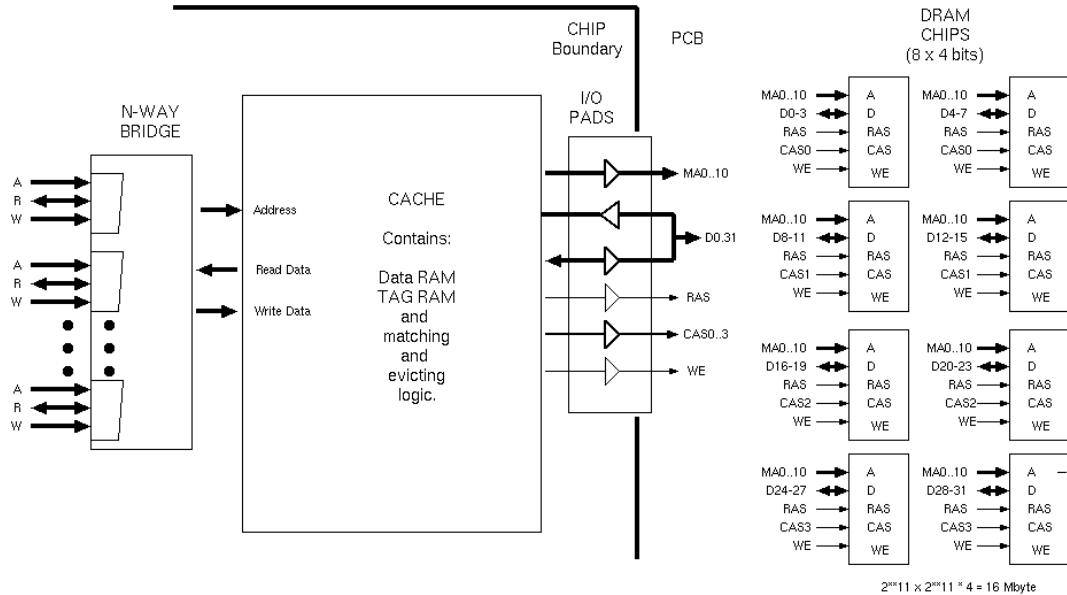 CHIP
Boundary
PCB
DRAM
CHIPS
(8 x 4 bits)
N-WAY
BRIDGE
I/O
PADS
A
R
W
A
R
W
A
R
W
Address
Read Data
Write Data
CACHE
Contains:
Data RAM
TAG RAM
and
matching
and
evicting
logic.
MA0..10
D0.31
RAS
CAS0..3
WE
MA0..10 A
D0-3 D
RAS RAS
CAS0 CAS
WE WE
MA0..10 A
D4-7 D
RAS RAS
CAS0 CAS
WE WE
MA0..10 A
D8-11 D
RAS RAS
CAS1 CAS
WE WE
MA0..10 A
D12-15 D
RAS RAS
CAS1 CAS
WE WE
MA0..10 A
D16-19 D
RAS RAS
CAS2 CAS
WE WE
MA0..10 A
D20-23 D
RAS RAS
CAS2 CAS
WE WE
MA0..10 A
D24-27 D
RAS RAS
CAS3 CAS
WE WE
MA0..10 A
D28-31 D
RAS RAS
CAS3 CAS
WE WE
2**11 x 2**11 * 4 = 16 Mbyte